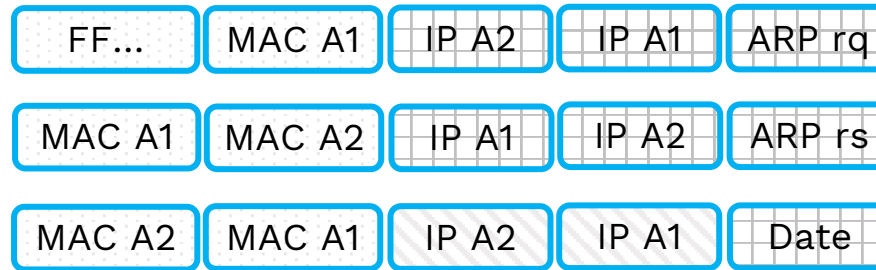 FF... MAC A1 IP A2 IP A1 ARP rq
MAC A1 MAC A2 IP A1 IP A2 ARP rs
MAC A2 MAC A1 IP A2 IP A1 Date